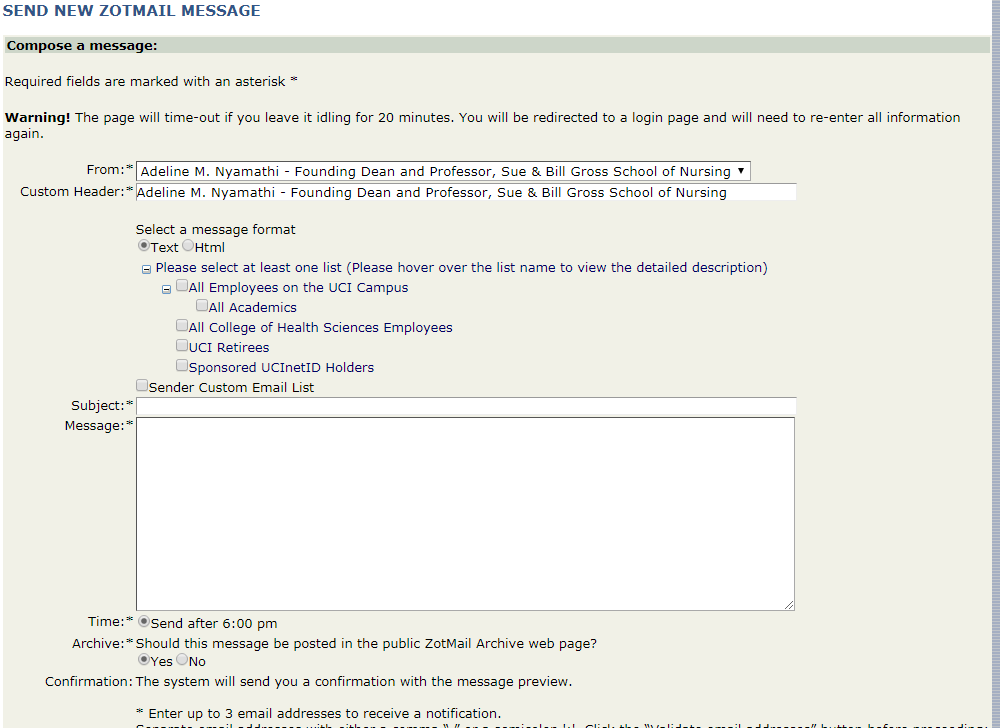 SEND NEW ZOTMAIL MESSAGE
Compose a message:
Required fields are marked with an asterisk *
Warning! The page will time-out if you leave it idling for 20 minutes. You will be redirected to a login page and will need to re-enter all information
again.
From:* Adeline M. Nyamathi - Founding Dean and Professor, Sue & Bill Gross School of Nursing
Custom Header:* Adeline M. Nyamathi - Founding Dean and Professor, Sue & Bill Gross School of Nursing
Select a message format
Text Html
Please select at least one list (Please hover over the list name to view the detailed description)
All Employees on the UCI Campus
All Academics
All College of Health Sciences Employees
UCI Retirees
Sponsored UCInetID Holders
Sender Custom Email List
Subject:*
Message:*
Time:* Send after 6:00 pm
Archive:* Should this message be posted in the public ZotMail Archive web page?
Yes No
Confirmation: The system will send you a confirmation with the message preview.
* Enter up to 3 email addresses to receive a notification.